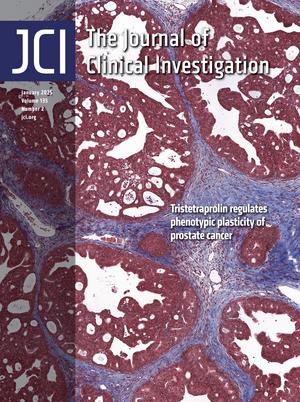 JCI
The Journal of
Clinical Investigation
January 2025
Volume 135
Number 2
jci.org
Tristetraprolin regulates
phenotypic plasticity of
prostate cancer